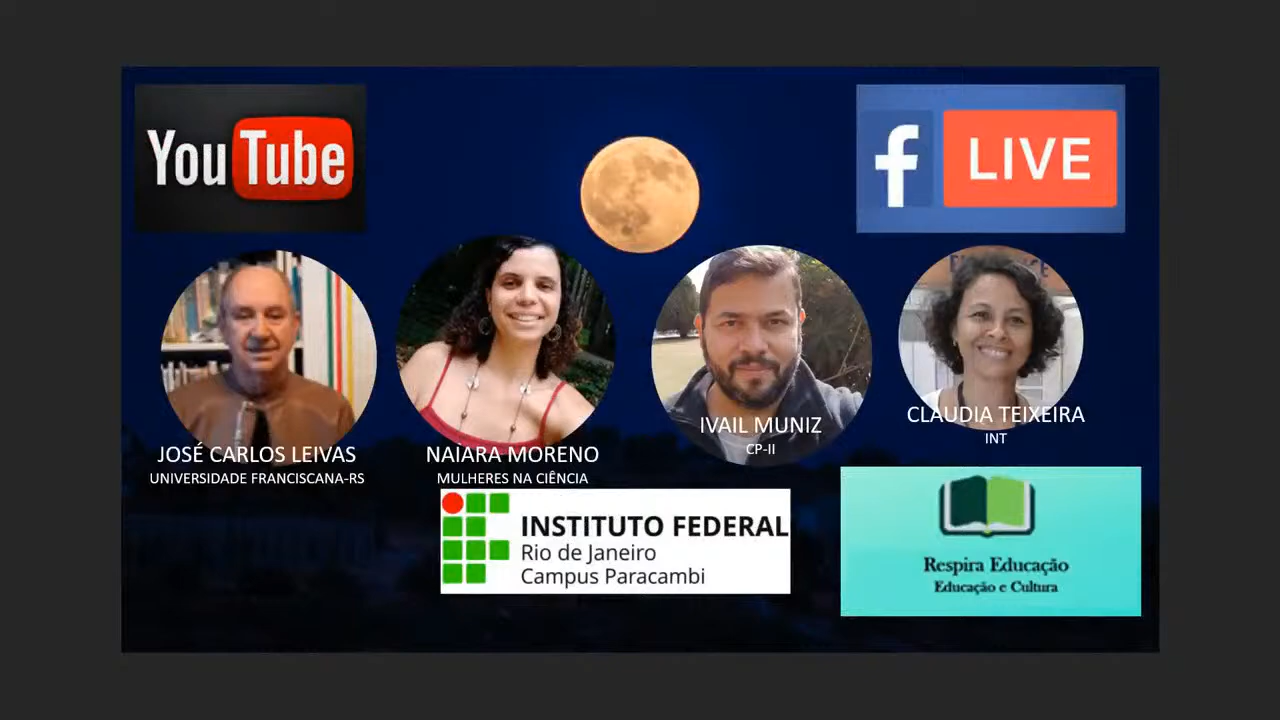 YouTube
f LIVE
JOSÉ CARLOS LEIVAS
UNIVERSIDADE FRANCISCANA-RS
NAÍARA MORENO
MULHERES NA CIÊNCIA
IVAIL MUNIZ
CP-II
CLAUDIA TEIXEIRA
INT
INSTITUTO FEDERAL
Rio de Janeiro
Campus Paracambi
Respira Educação
Educação e Cultura